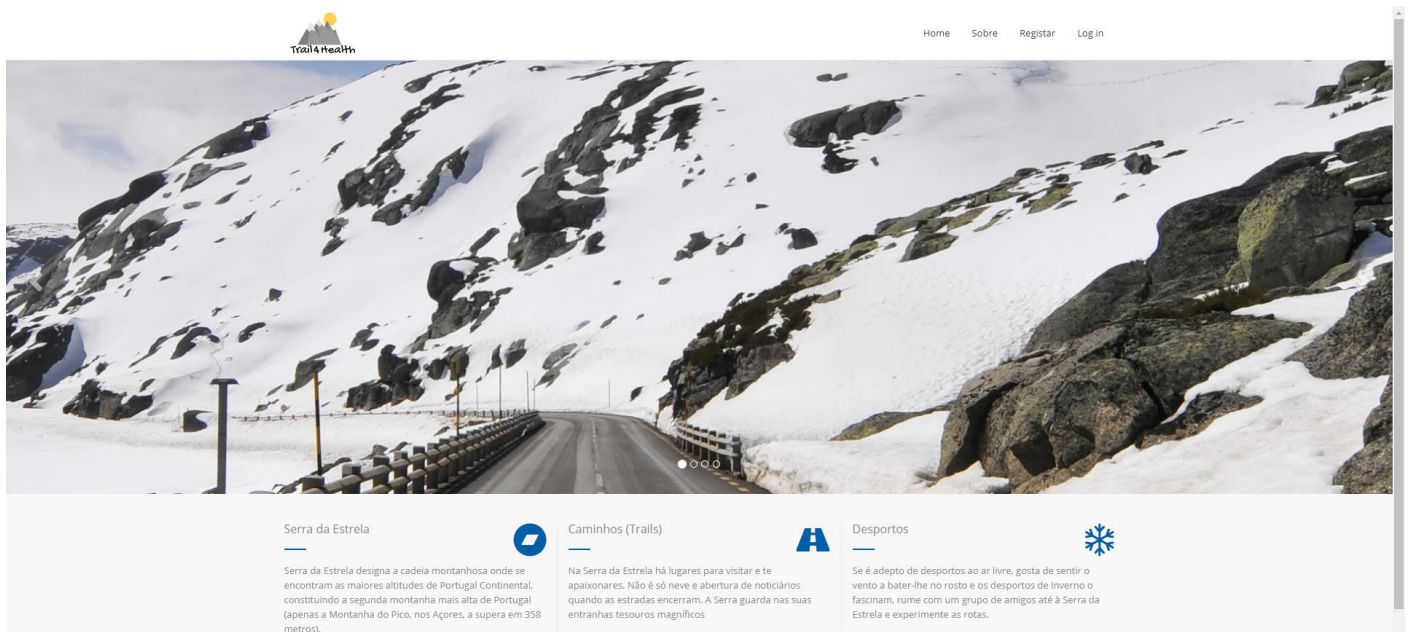 Trail4Health
Home Sobre Registar Log in
Serra da Estrela
Serra da Estrela designa a cadeia montanhosa onde se
encontram as maiores altitudes de Portugal Continental,
constituindo a segunda montanha mais alta de Portugal
(apenas a Montanha do Pico, nos Açores, a supera em 358
metros).
Caminhos (Trails)
Na Serra da Estrela há lugares para visitar e te
apaixonares. Não é só neve e abertura de noticiários
quando as estradas encerram. A Serra guarda nas suas
entranhas tesouros magníficos
Desportos
Se é adepto de desportos ao ar livre, gosta de sentir o
vento a bater-lhe no rosto e os desportos de Inverno o
fascinam, rume com um grupo de amigos até à Serra da
Estrela e experimente as rotas.